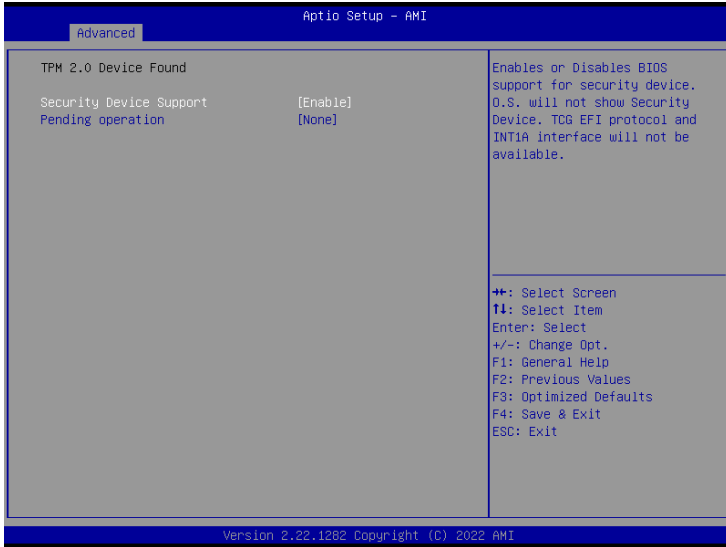 Aptio Setup - AMI
Advanced
TPM 2.0 Device Found
Security Device Support [Enable]
Pending operation [None]
Enables or Disables BIOS
support for security device.
O.S. will not show Security
Device. TCG EFI protocol and
INT1A interface will not be
available.
→←: Select Screen
↑↓: Select Item
Enter: Select
+/-: Change Opt.
F1: General Help
F2: Previous Values
F3: Optimized Defaults
F4: Save & Exit
ESC: Exit
Version 2.22.1282 Copyright (C) 2022 AMI